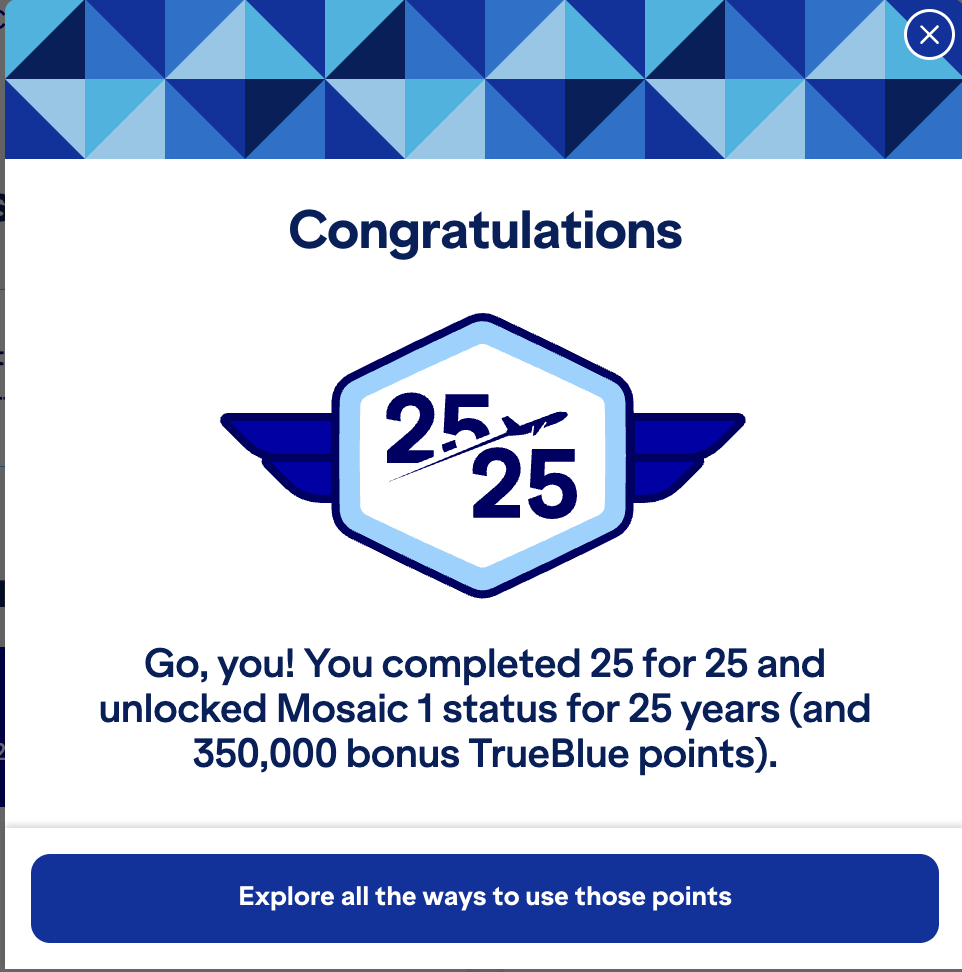 Congratulations
25
25
Go, you! You completed 25 for 25 and
unlocked Mosaic 1 status for 25 years (and
350,000 bonus TrueBlue points).
Explore all the ways to use those points